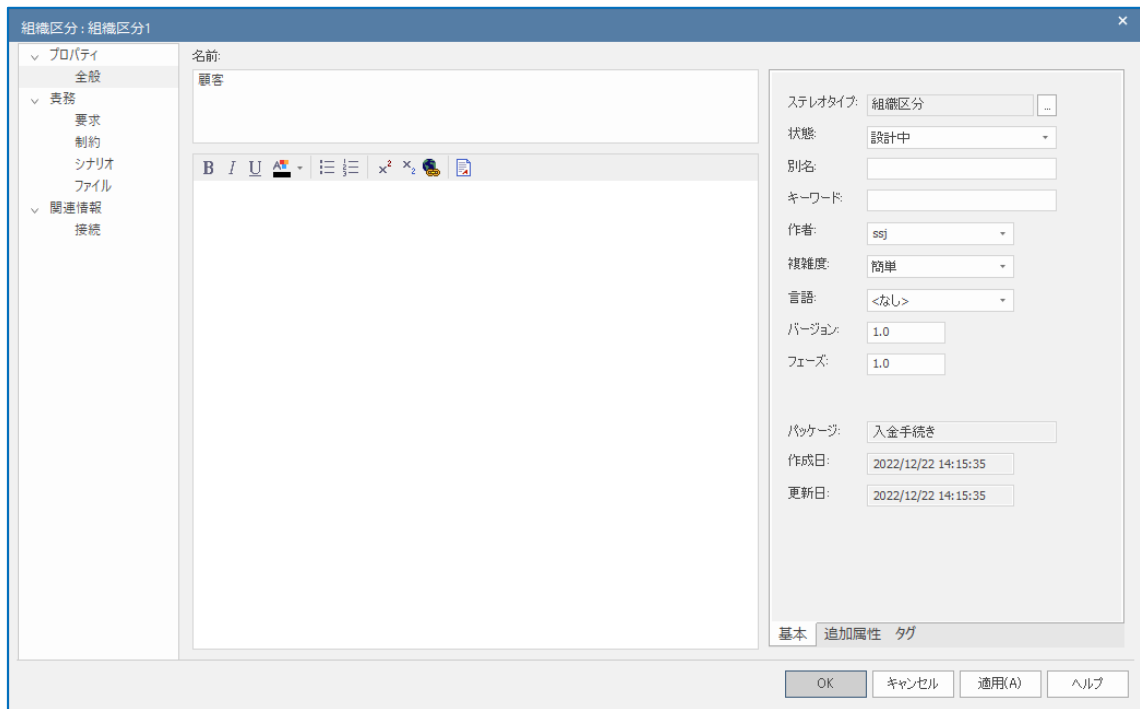 組織区分 : 組織区分1
×
プロパティ
全般
責務
要求
制約
シナリオ
ファイル
関連情報
接続
名前:
顧客
B I U A x² x₂
ステレオタイプ: 組織区分 ...
状態: 設計中
別名:
キーワード:
作者: ssj
複雑度: 簡単
言語: <なし>
バージョン: 1.0
フェーズ: 1.0
パッケージ: 入金手続き
作成日: 2022/12/22 14:15:35
更新日: 2022/12/22 14:15:35
基本 追加属性 タグ
OK キャンセル 適用(A) ヘルプ